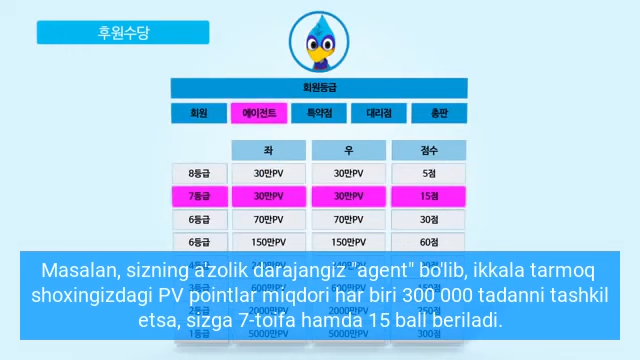 후원수당
회원등급
회원 에이전트 특약점 대리점 총판
좌 우 점수
8등급 30만PV 30만PV 5점
7등급 30만PV 30만PV 15점
6등급 70만PV 70만PV 30점
6등급 150만PV 150만PV 60점
Masalan, sizning a'zolik darajangiz "agent" bo'lib, ikkala tarmoq
shoxingizdagi PV pointlar miqdori har biri 300 000 tadanni tashkil
etsa, sizga 7-toifa hamda 15 ball beriladi.
1등급 5000만PV 5000만PV